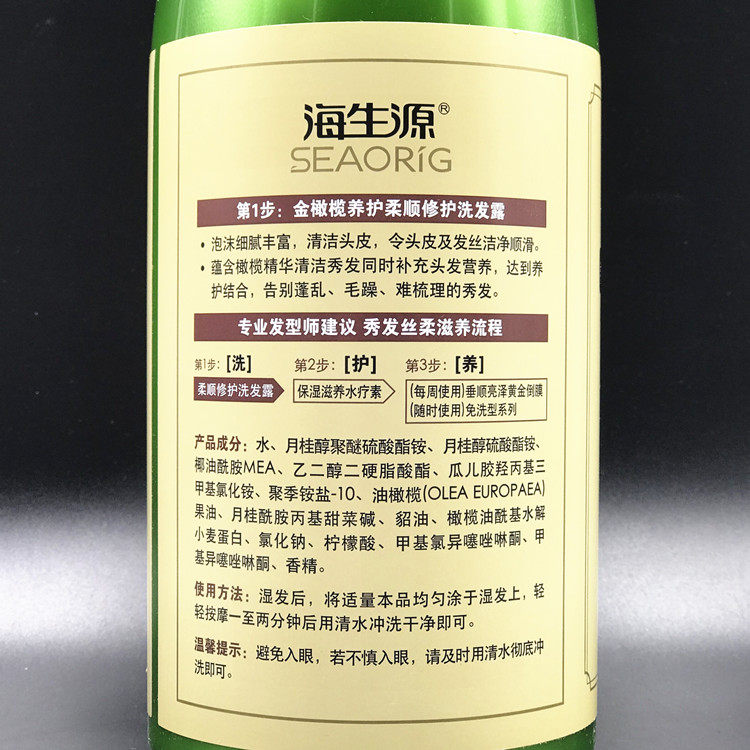 海生源®
SEAORiG
第1步：金橄榄养护柔顺修护洗发露
• 泡沫细腻丰富，清洁头皮，令头皮及发丝洁净顺滑。
• 蕴含橄榄精华清洁秀发同时补充头发营养，达到养
护结合，告别蓬乱、毛躁、难梳理的秀发。
专业发型师建议 秀发丝柔滋养流程
第1步：[洗] 第2步：[护] 第3步：[养]
柔顺修护洗发露 保湿滋养水疗素 (每周使用)垂顺亮泽黄金倒膜
(随时使用)免洗型系列
产品成分：水、月桂醇聚醚硫酸酯铵、月桂醇硫酸酯铵、
椰油酰胺MEA、乙二醇二硬脂酸酯、瓜儿胶羟丙基三
甲基氯化铵、聚季铵盐-10、油橄榄(OLEA EUROPAEA)
果油、月桂酰胺丙基甜菜碱、貂油、橄榄油酰基水解
小麦蛋白、氯化钠、柠檬酸、甲基氯异噻唑啉酮、甲
基异噻唑啉酮、香精。
使用方法：湿发后，将适量本品均匀涂于湿发上，轻
轻按摩一至两分钟后用清水冲洗干净即可。
温馨提示：避免入眼，若不慎入眼，请及时用清水彻底冲
洗即可。